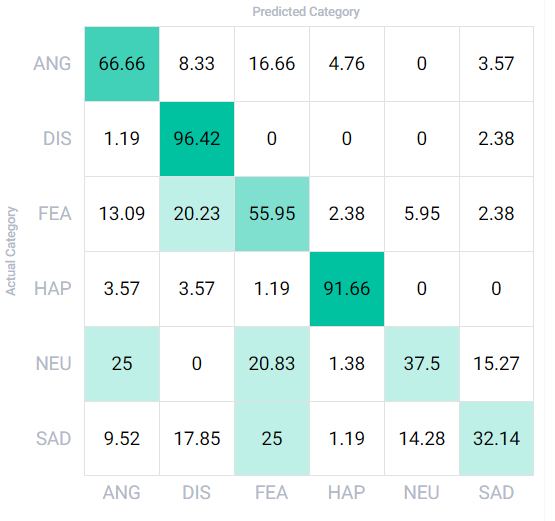 Predicted Category
Actual Category
ANG 66.66 8.33 16.66 4.76 0 3.57
DIS 1.19 96.42 0 0 0 2.38
FEA 13.09 20.23 55.95 2.38 5.95 2.38
HAP 3.57 3.57 1.19 91.66 0 0
NEU 25 0 20.83 1.38 37.5 15.27
SAD 9.52 17.85 25 1.19 14.28 32.14
ANG DIS FEA HAP NEU SAD